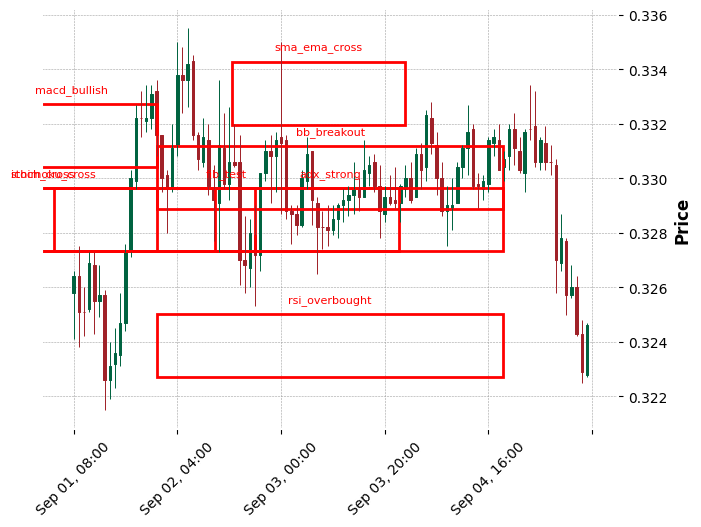 0.336
sma_ema_cross
0.334
macd_bullish
0.332
bb_breakout
0.330
adx_strong
0.328
Price
0.326
rsi_overbought
0.324
0.322
Sep 01, 08:00
Sep 02, 04:00
Sep 03, 00:00
Sep 03, 20:00
Sep 04, 16:00